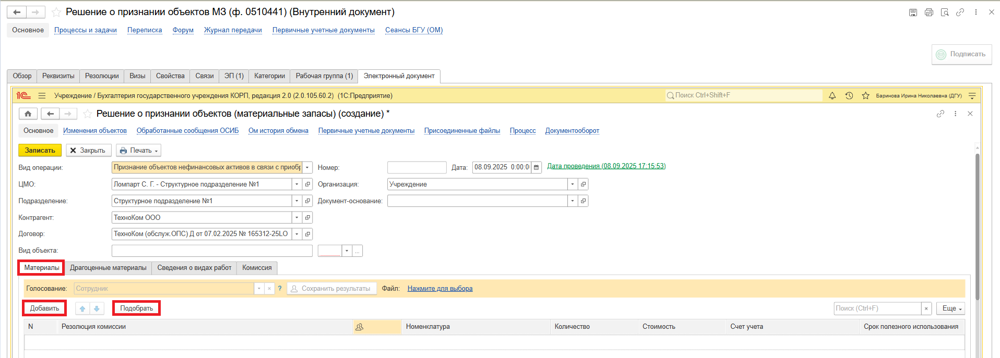 Решение о признании объектов МЗ (ф. 0510441) (Внутренний документ)
Основное Процессы и задачи Переписка Форум Журнал передачи Первичные учетные документы Сеансы БГУ (ОМ)
Подписать
Обзор Реквизиты Резолюции Визы Свойства Связи ЭП (1) Категории Рабочая группа (1) Электронный документ
1С Учреждение / Бухгалтерия государственного учреждения КОРП, редакция 2.0 (2.0.105.60.2) (1С:Предприятие) Поиск Ctrl+Shift+F Баринова Ирина Николаевна (ДГУ)
Решение о признании объектов (материальные запасы) (создание) *
Основное Изменения объектов Обработанные сообщения ОСИБ Ом история обмена Первичные учетные документы Присоединенные файлы Процесс Документооборот
Записать Закрыть Печать
Вид операции: Признание объектов нефинансовых активов в связи с приобр Номер: Дата: 08.09.2025 0:00:0 Дата проведения (08.09.2025 17:15:53)
ЦМО: Ломпарт С. Г. - Структурное подразделение №1 Организация: Учреждение
Подразделение: Структурное подразделение №1 Документ-основание:
Контрагент: ТехноКом ООО
Договор: ТехноКом (обслуж.ОПС) Д от 07.02.2025 № 165312-25LO
Вид объекта: ...
Материалы Драгоценные материалы Сведения о видах работ Комиссия
Голосование: Сотрудник × ? Сохранить результаты Файл: Нажмите для выбора
Добавить Подобрать Поиск (Ctrl+F) × Еще
N Резолюция комиссии Номенклатура Количество Стоимость Счет учета Срок полезного использования